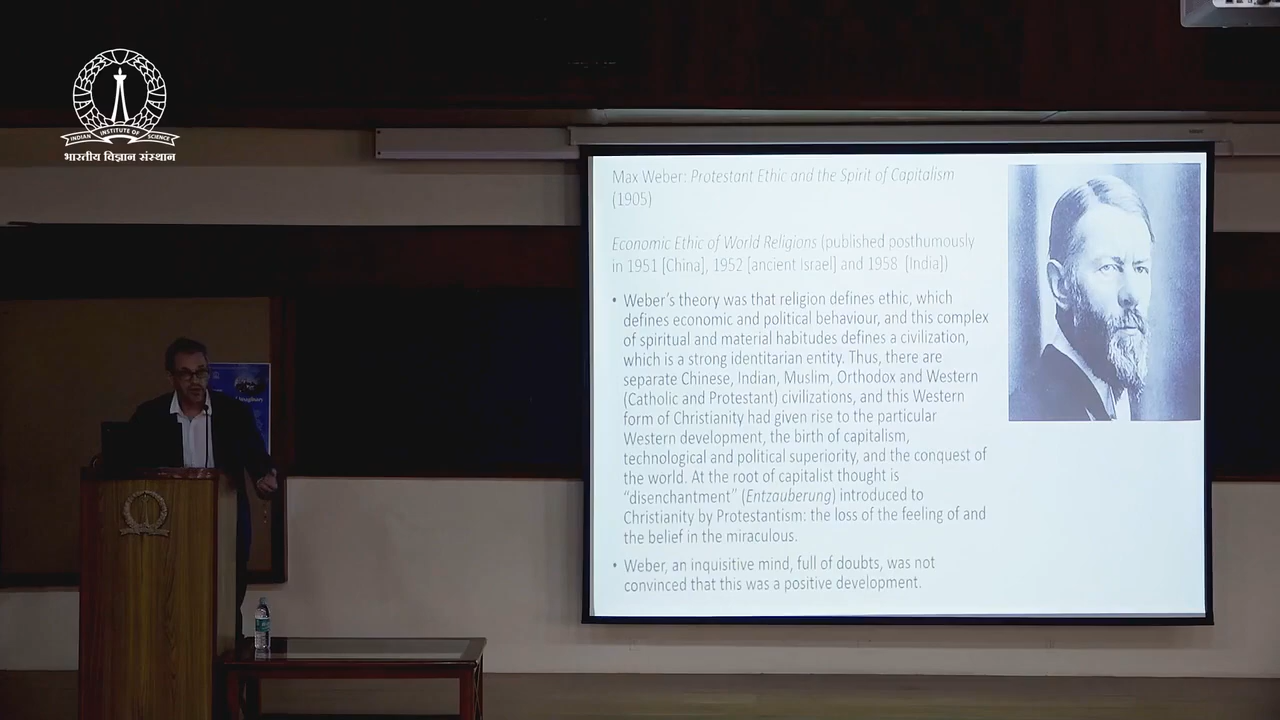 INDIAN INSTITUTE OF SCIENCE
भारतीय विज्ञान संस्थान
Max Weber: Protestant Ethic and the Spirit of Capitalism
(1905)
Economic Ethic of World Religions (published posthumously
in 1951 [China], 1952 [ancient israel] and 1958 [India])
• Weber's theory was that religion defines ethic, which
defines economic and political behaviour, and this complex
of spiritual and material habitudes defines a civilization,
which is a strong identitarian entity. Thus, there are
separate Chinese, Indian, Muslim, Orthodox and Western
(Catholic and Protestant) civilizations, and this Western
form of Christianity had given rise to the particular
Western development, the birth of capitalism,
technological and political superiority, and the conquest of
the world. At the root of capitalist thought is
"disenchantment" (Entzauberung) introduced to
Christianity by Protestantism: the loss of the feeling of and
the belief in the miraculous.
• Weber, an inquisitive mind, full of doubts, was not
convinced that this was a positive development.